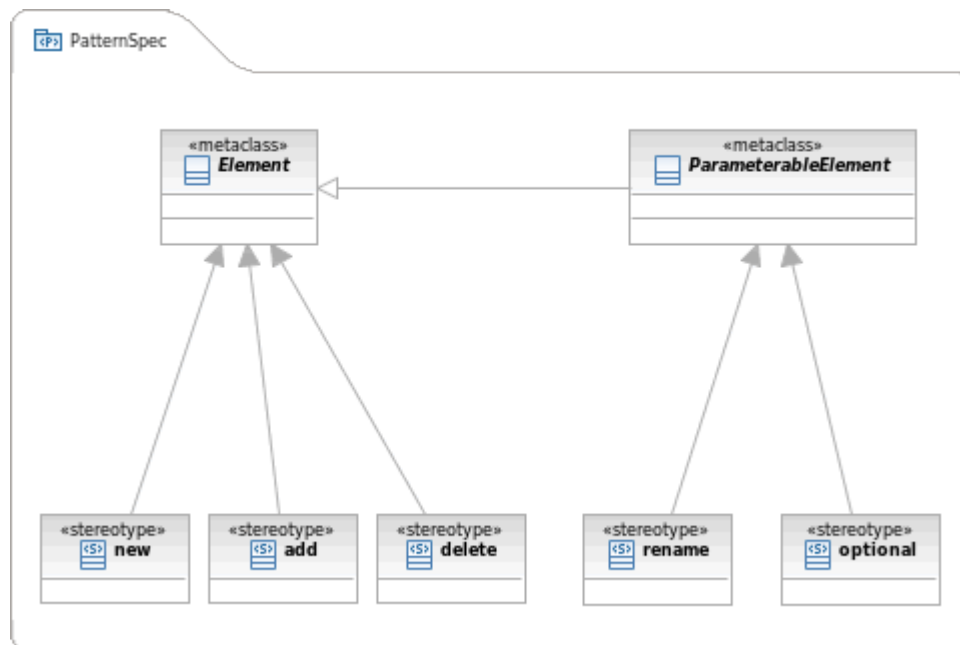 PatternSpec
«metaclass»
Element
«metaclass»
ParameterableElement
«stereotype»
new
«stereotype»
add
«stereotype»
delete
«stereotype»
rename
«stereotype»
optional